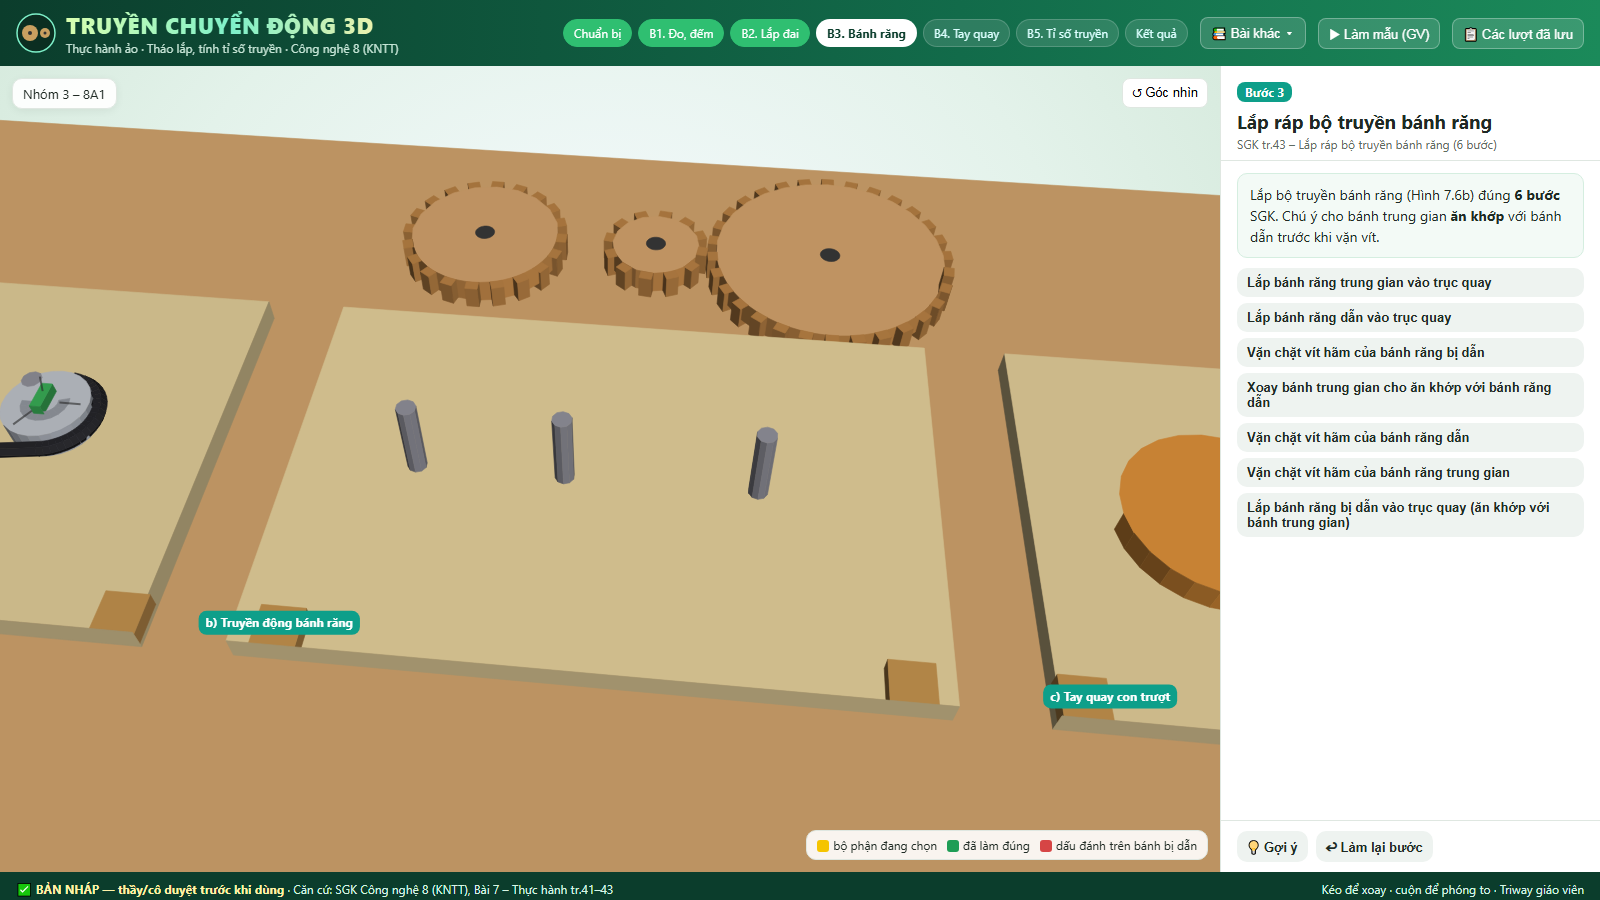 TRUYỀN CHUYỂN ĐỘNG 3D
Thực hành ảo · Tháo lắp, tính tỉ số truyền · Công nghệ 8 (KNTT)
Chuẩn bị
B1. Đo, đếm
B2. Lắp đai
B3. Bánh răng
B4. Tay quay
B5. Tỉ số truyền
Kết quả
Bài khác
Làm mẫu (GV)
Các lượt đã lưu
Nhóm 3 – 8A1
Góc nhìn
b) Truyền động bánh răng
c) Tay quay con trượt
bộ phận đang chọn
đã làm đúng
dấu đánh trên bánh bị dẫn
Bước 3
Lắp ráp bộ truyền bánh răng
SGK tr.43 – Lắp ráp bộ truyền bánh răng (6 bước)
Lắp bộ truyền bánh răng (Hình 7.6b) đúng 6 bước
SGK. Chú ý cho bánh trung gian ăn khớp với bánh
dẫn trước khi vặn vít.
Lắp bánh răng trung gian vào trục quay
Lắp bánh răng dẫn vào trục quay
Vặn chặt vít hãm của bánh răng bị dẫn
Xoay bánh trung gian cho ăn khớp với bánh răng
dẫn
Vặn chặt vít hãm của bánh răng dẫn
Vặn chặt vít hãm của bánh răng trung gian
Lắp bánh răng bị dẫn vào trục quay (ăn khớp với
bánh trung gian)
Gợi ý
Làm lại bước
BẢN NHÁP — thầy/cô duyệt trước khi dùng · Căn cứ: SGK Công nghệ 8 (KNTT), Bài 7 – Thực hành tr.41–43
Kéo để xoay · cuộn để phóng to · Triway giáo viên